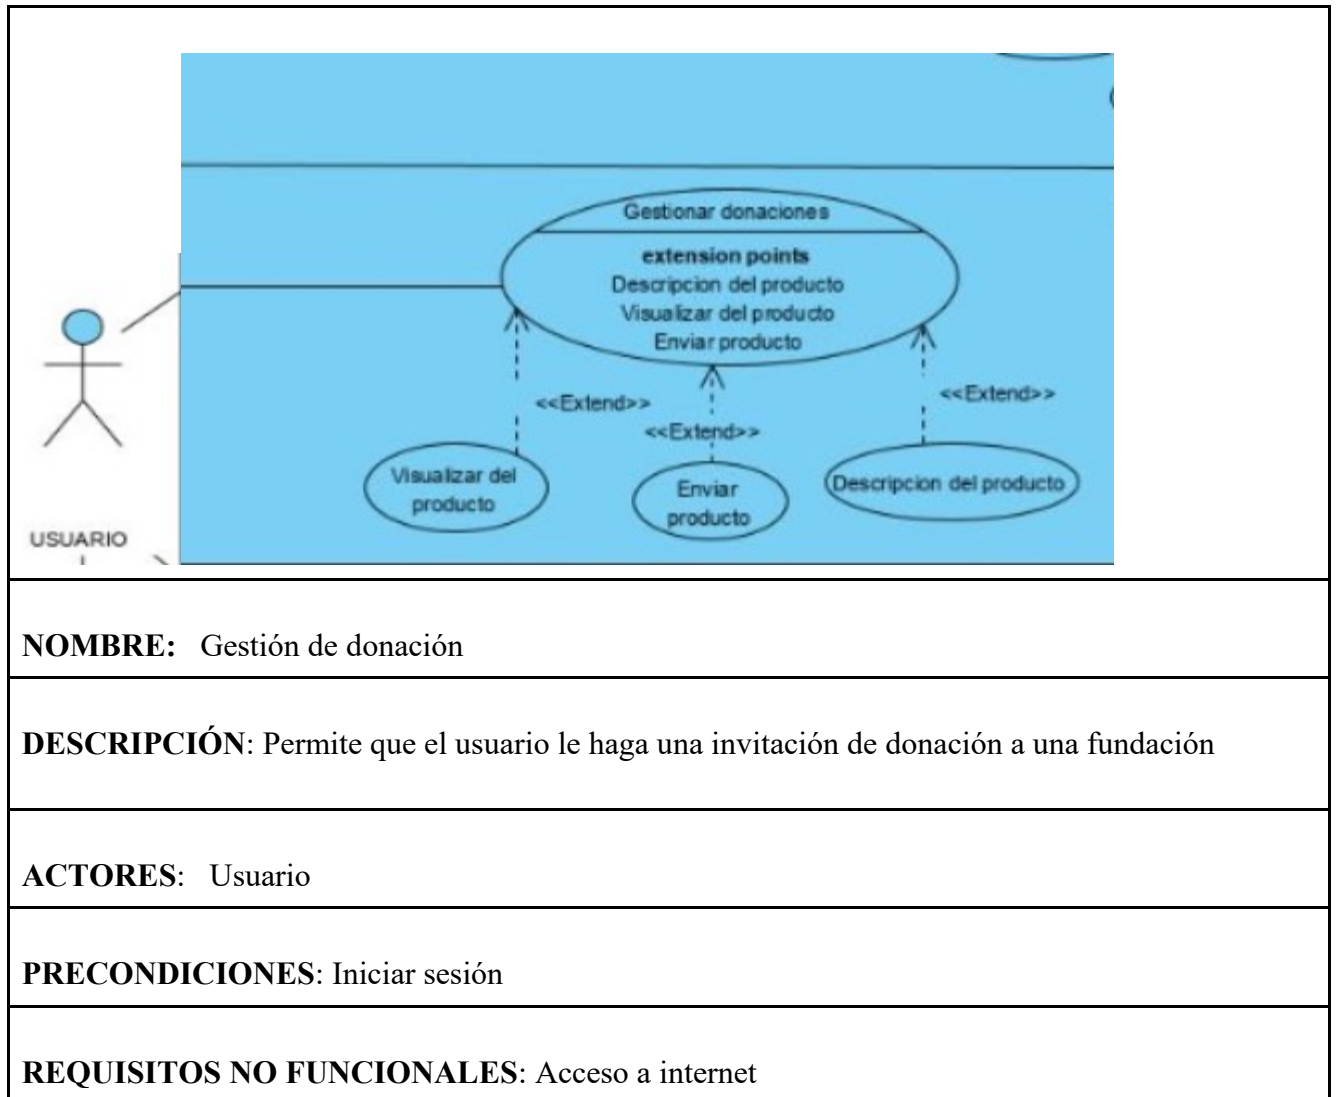 Gestionar donaciones
extension points
Descripcion del producto
Visualizar del producto
Enviar producto
<<Extend>>
<<Extend>>
<<Extend>>
Visualizar del
producto
Enviar
producto
Descripcion del producto
USUARIO
NOMBRE: Gestión de donación
DESCRIPCIÓN: Permite que el usuario le haga una invitación de donación a una fundación
ACTORES: Usuario
PRECONDICIONES: Iniciar sesión
REQUISITOS NO FUNCIONALES: Acceso a internet